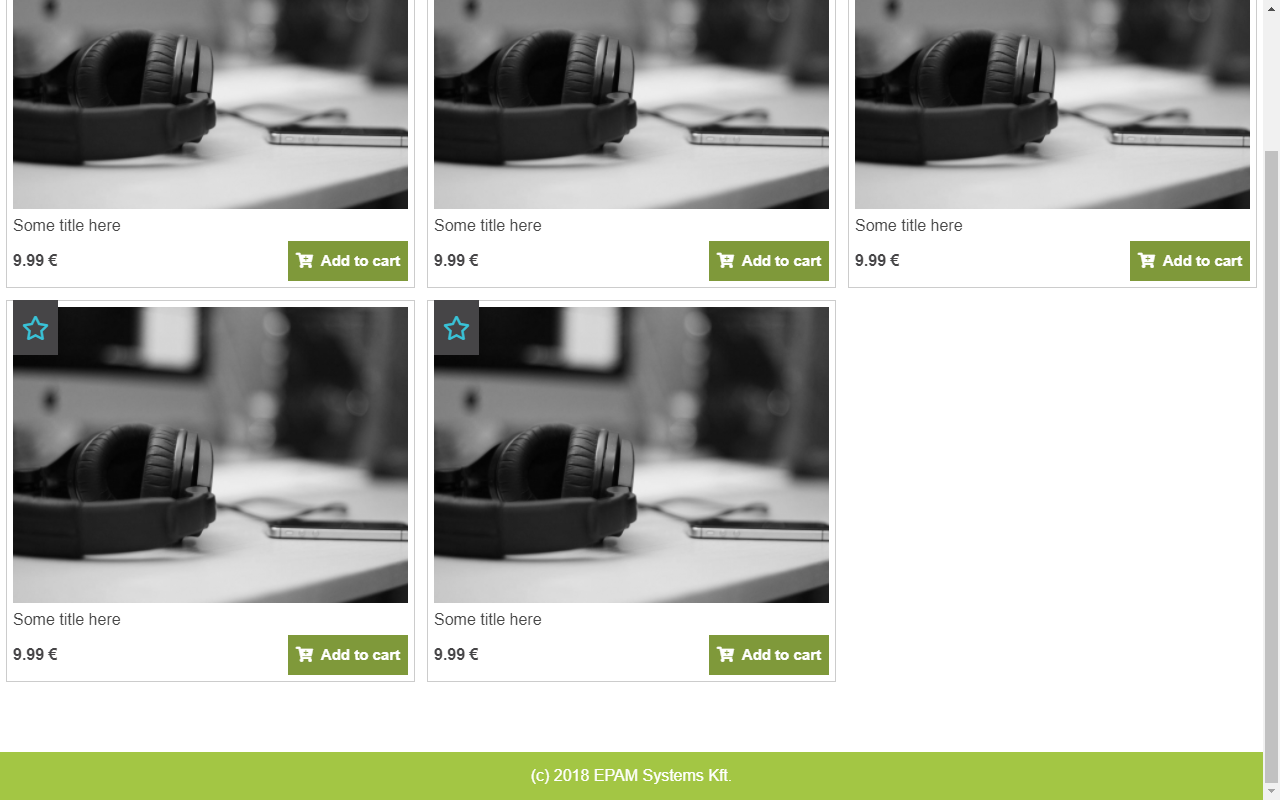 Some title here
9.99 €
Add to cart
Some title here
9.99 €
Add to cart
Some title here
9.99 €
Add to cart
Some title here
9.99 €
Add to cart
Some title here
9.99 €
Add to cart
(c) 2018 EPAM Systems Kft.